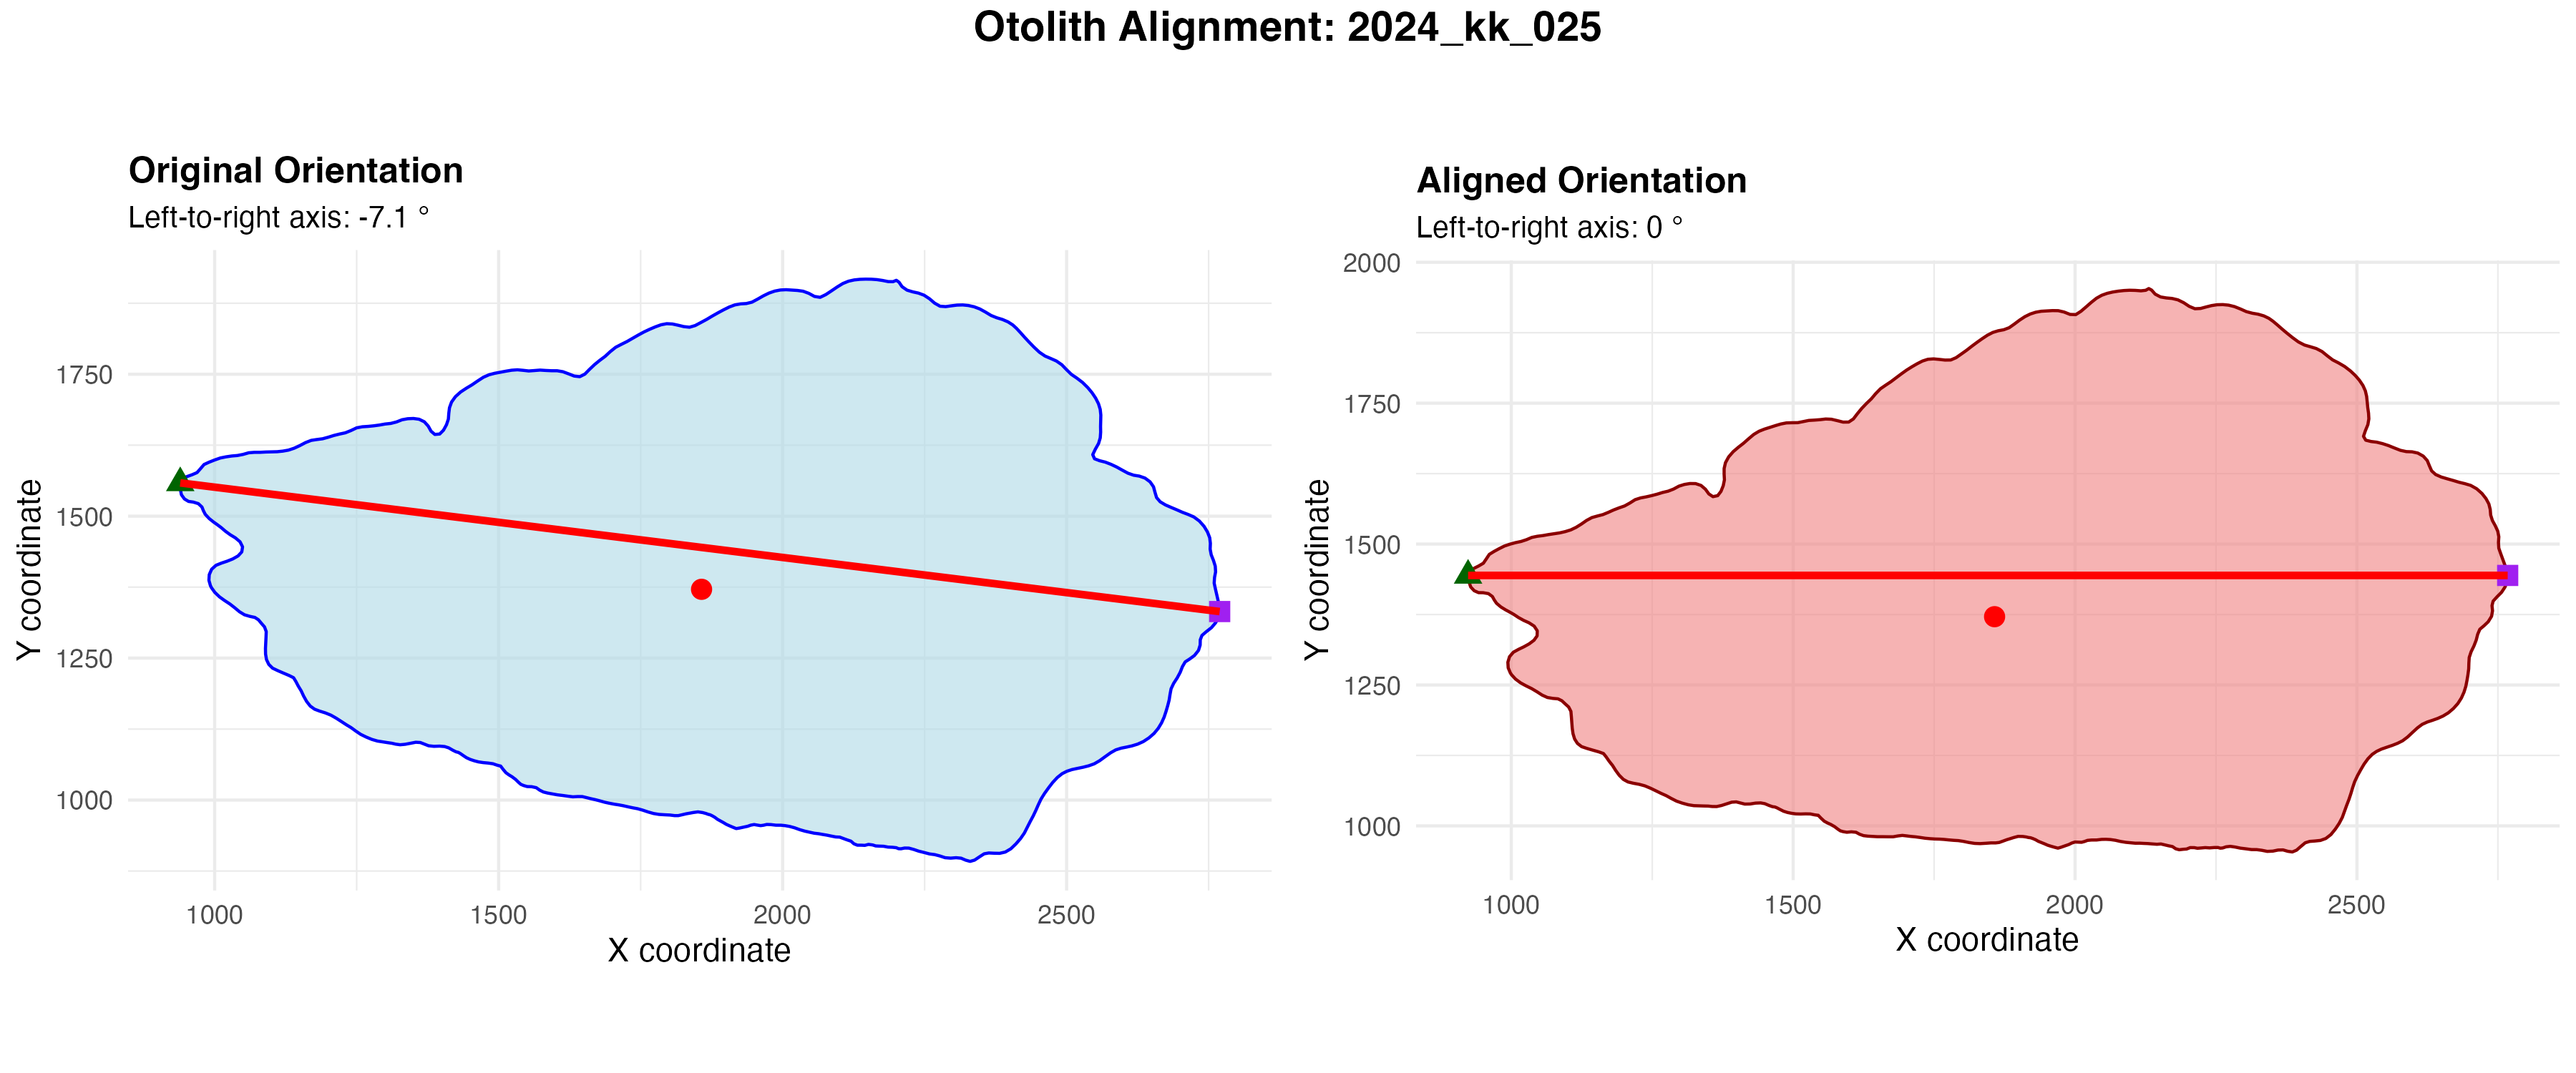 Otolith Alignment: 2024_kk_025
Original Orientation
Left-to-right axis: -7.1 °
1750
1500
1250
1000
Y coordinate
1000 1500 2000 2500
X coordinate
Aligned Orientation
Left-to-right axis: 0 °
2000
1750
1500
1250
1000
Y coordinate
1000 1500 2000 2500
X coordinate